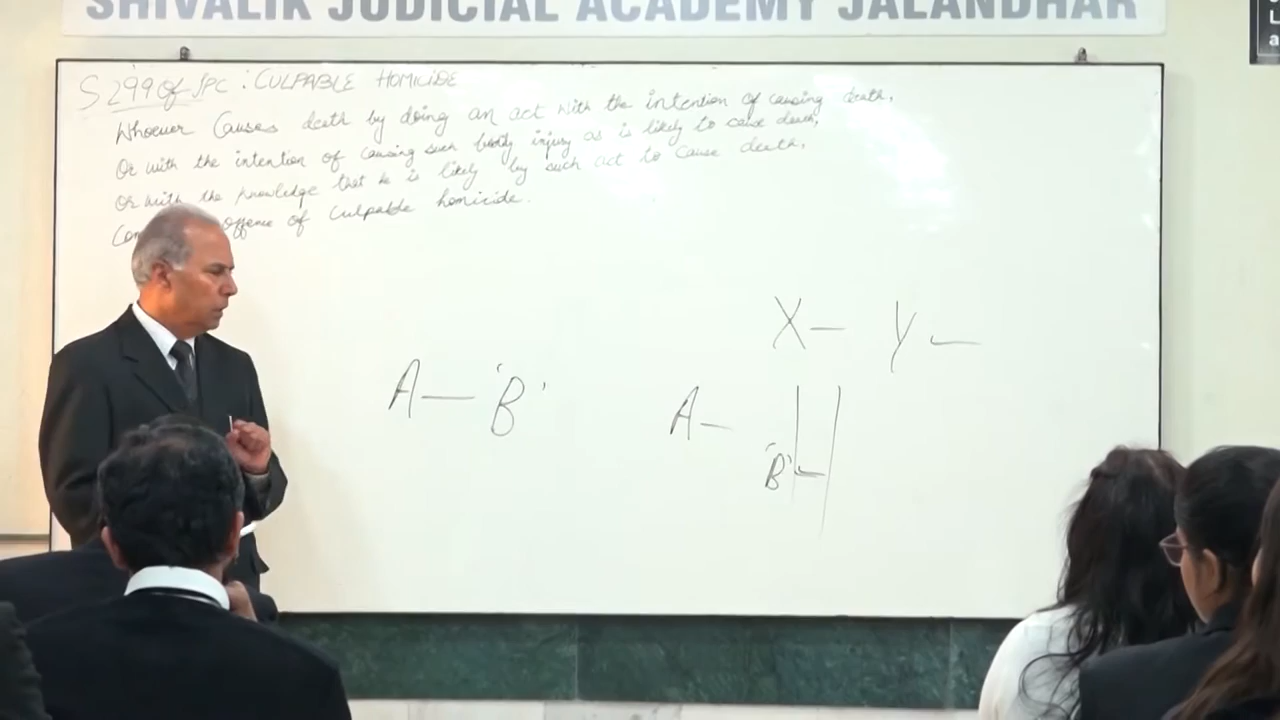 SHIVALIK JUDICIAL ACADEMY JALANDHAR
S 299 of IPC : CULPABLE HOMICIDE
Whoever Causes death by doing an act with the intention of causing death,
Or with the intention of causing such bodily injury as is likely to cause death,
Or with the knowledge that he is likely by such act to cause death,
offence of Culpable homicide.
X — Y —
A — 'B'
A —
'B'